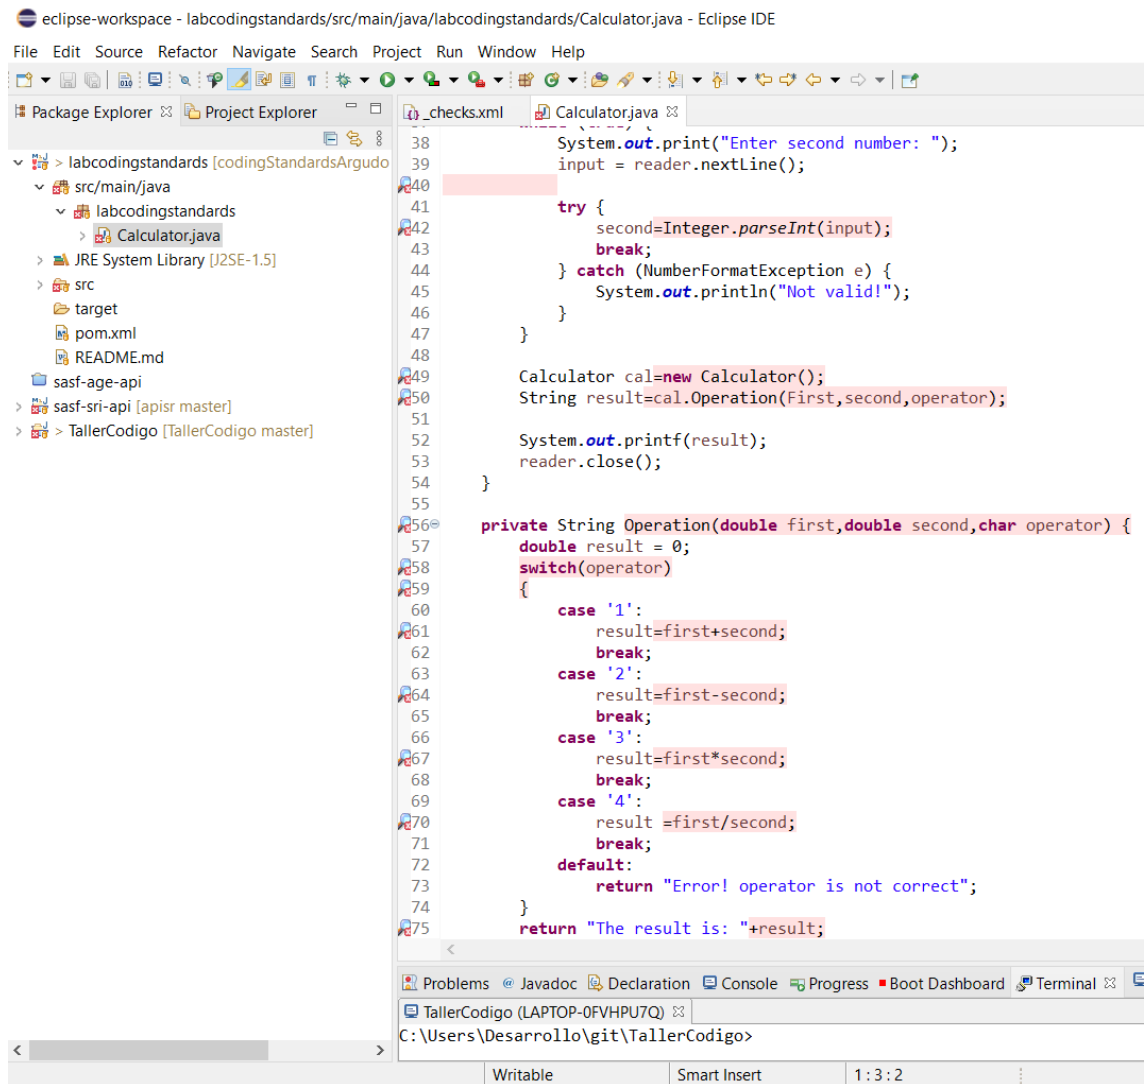 eclipse-workspace - labcodingstandards/src/main/java/labcodingstandards/Calculator.java - Eclipse IDE
File Edit Source Refactor Navigate Search Project Run Window Help
Package Explorer Project Explorer
labcodingstandards [codingStandardsArgudo
src/main/java
labcodingstandards
Calculator.java
JRE System Library [J2SE-1.5]
src
target
pom.xml
README.md
sasf-age-api
sasf-sri-api [apisr master]
> TallerCodigo [TallerCodigo master]
_checks.xml Calculator.java
38 System.out.print("Enter second number: ");
39 input = reader.nextLine();
40
41 try {
42 second=Integer.parseInt(input);
43 break;
44 } catch (NumberFormatException e) {
45 System.out.println("Not valid!");
46 }
47 }
48
49 Calculator cal=new Calculator();
50 String result=cal.Operation(First,second,operator);
51
52 System.out.printf(result);
53 reader.close();
54 }
55
56 private String Operation(double first,double second,char operator) {
57 double result = 0;
58 switch(operator)
59 {
60 case '1':
61 result=first+second;
62 break;
63 case '2':
64 result=first-second;
65 break;
66 case '3':
67 result=first*second;
68 break;
69 case '4':
70 result =first/second;
71 break;
72 default:
73 return "Error! operator is not correct";
74 }
75 return "The result is: "+result;
Problems Javadoc Declaration Console Progress Boot Dashboard Terminal
TallerCodigo (LAPTOP-0FVHPU7Q)
C:\Users\Desarrollo\git\TallerCodigo>
Writable Smart Insert 1 : 3 : 2